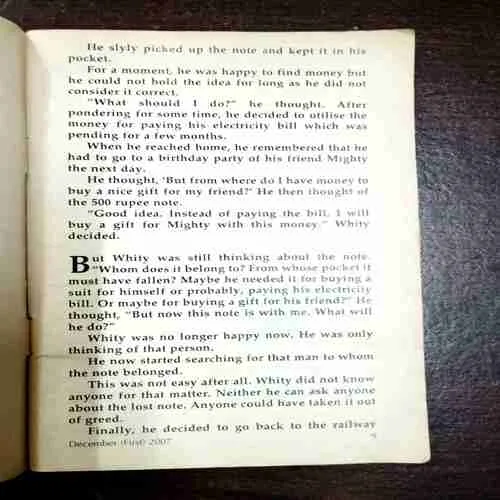 He slyly picked up the note and kept it in his
pocket.
For a moment, he was happy to find money but
he could not hold the idea for long as he did not
consider it correct.
"What should I do?" he thought. After
pondering for some time, he decided to utilise the
money for paying his electricity bill which was
pending for a few months.
When he reached home, he remembered that he
had to go to a birthday party of his friend Mighty
the next day.
He thought, 'But from where do I have money to
buy a nice gift for my friend?' He then thought of
the 500 rupee note.
"Good idea. Instead of paying the bill, I will
buy a gift for Mighty with this money." Whity
decided.
But Whity was still thinking about the note.
"Whom does it belong to? From whose pocket it
must have fallen? Maybe he needed it for buying a
suit for himself or probably, paying his electricity
bill. Or maybe for buying a gift for his friend?" He
thought, "But now this note is with me. What will
he do?"
Whity was no longer happy now. He was only
thinking of that person.
He now started searching for that man to whom
the note belonged.
This was not easy after all. Whity did not know
anyone for that matter. Neither he can ask anyone
about the lost note. Anyone could have taken it out
of greed.
Finally, he decided to go back to the railway
December (First) 2007